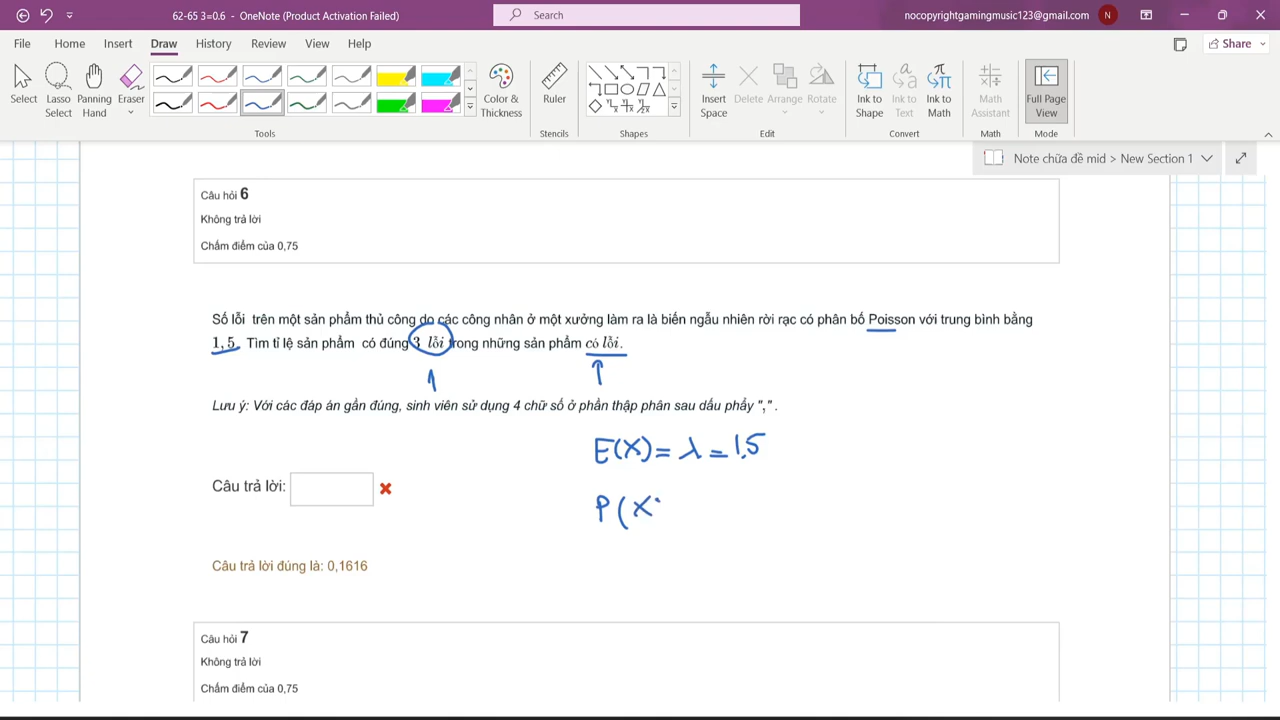 62-65 3=0.6 - OneNote (Product Activation Failed)
Search
nocopyrightgamingmusic123@gmail.com
N
File Home Insert Draw History Review View Help
Share
Select
Lasso Select
Panning Hand
Eraser
Color & Thickness
Ruler
Insert Space
Delete
Arrange
Rotate
Ink to Shape
Ink to Text
Ink to Math
Math Assistant
Full Page View
Tools
Stencils
Shapes
Edit
Convert
Math
Mode
Note chữa đề mid > New Section 1
Câu hỏi 6
Không trả lời
Chấm điểm của 0,75
Số lỗi trên một sản phẩm thủ công do các công nhân ở một xưởng làm ra là biến ngẫu nhiên rời rạc có phân bố Poisson với trung bình bằng
1,5. Tìm tỉ lệ sản phẩm có đúng 3 lỗi trong những sản phẩm có lỗi.
Lưu ý: Với các đáp án gần đúng, sinh viên sử dụng 4 chữ số ở phần thập phân sau dấu phẩy ",".
E(X) = λ = 1.5
Câu trả lời:
P(X
Câu trả lời đúng là: 0,1616
Câu hỏi 7
Không trả lời
Chấm điểm của 0,75